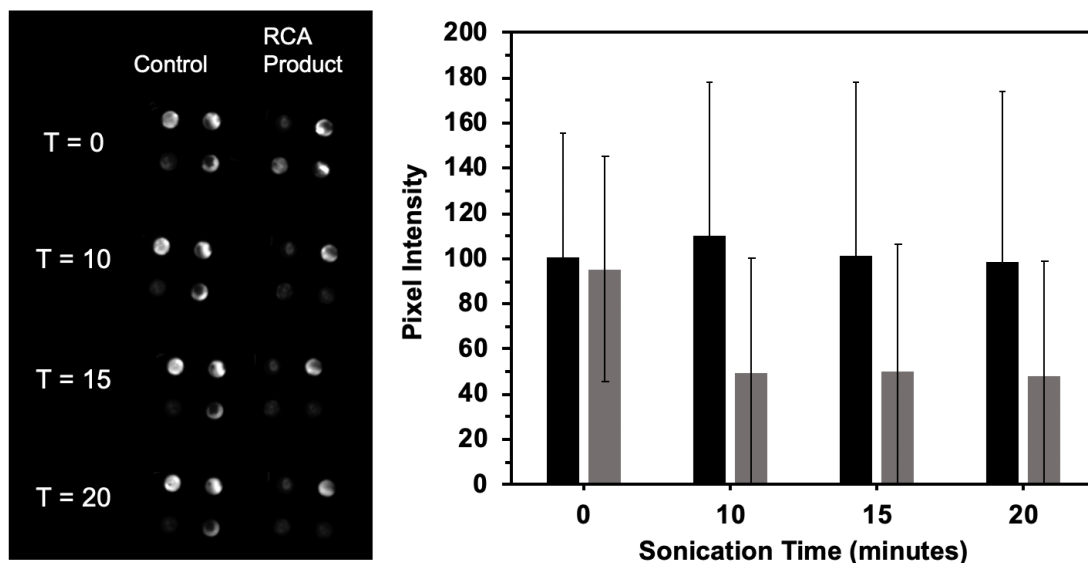 Control
RCA
Product
T = 0
T = 10
T = 15
T = 20
200
180
160
140
120
100
80
60
40
20
0
Pixel Intensity
0 10 15 20
Sonication Time (minutes)